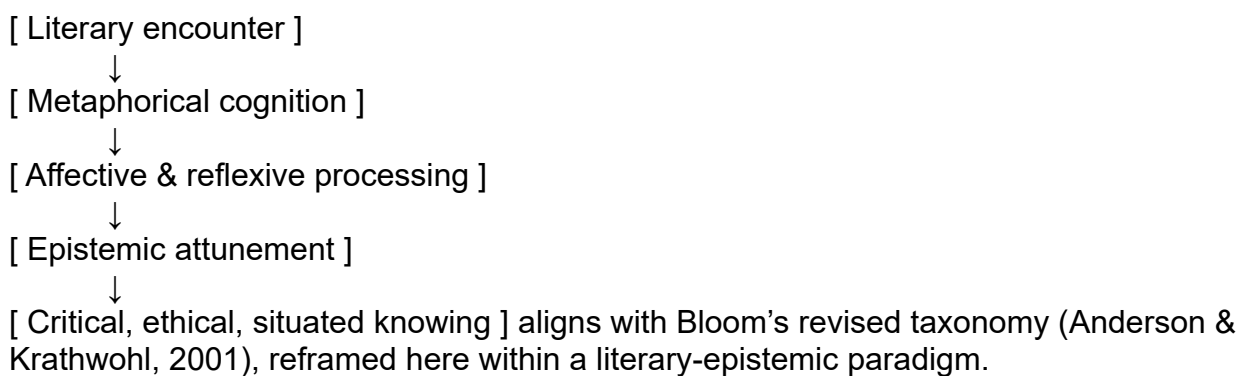 [ Literary encounter ]
↓
[ Metaphorical cognition ]
↓
[ Affective & reflexive processing ]
↓
[ Epistemic attunement ]
↓
[ Critical, ethical, situated knowing ] aligns with Bloom’s revised taxonomy (Anderson &
Krathwohl, 2001), reframed here within a literary-epistemic paradigm.